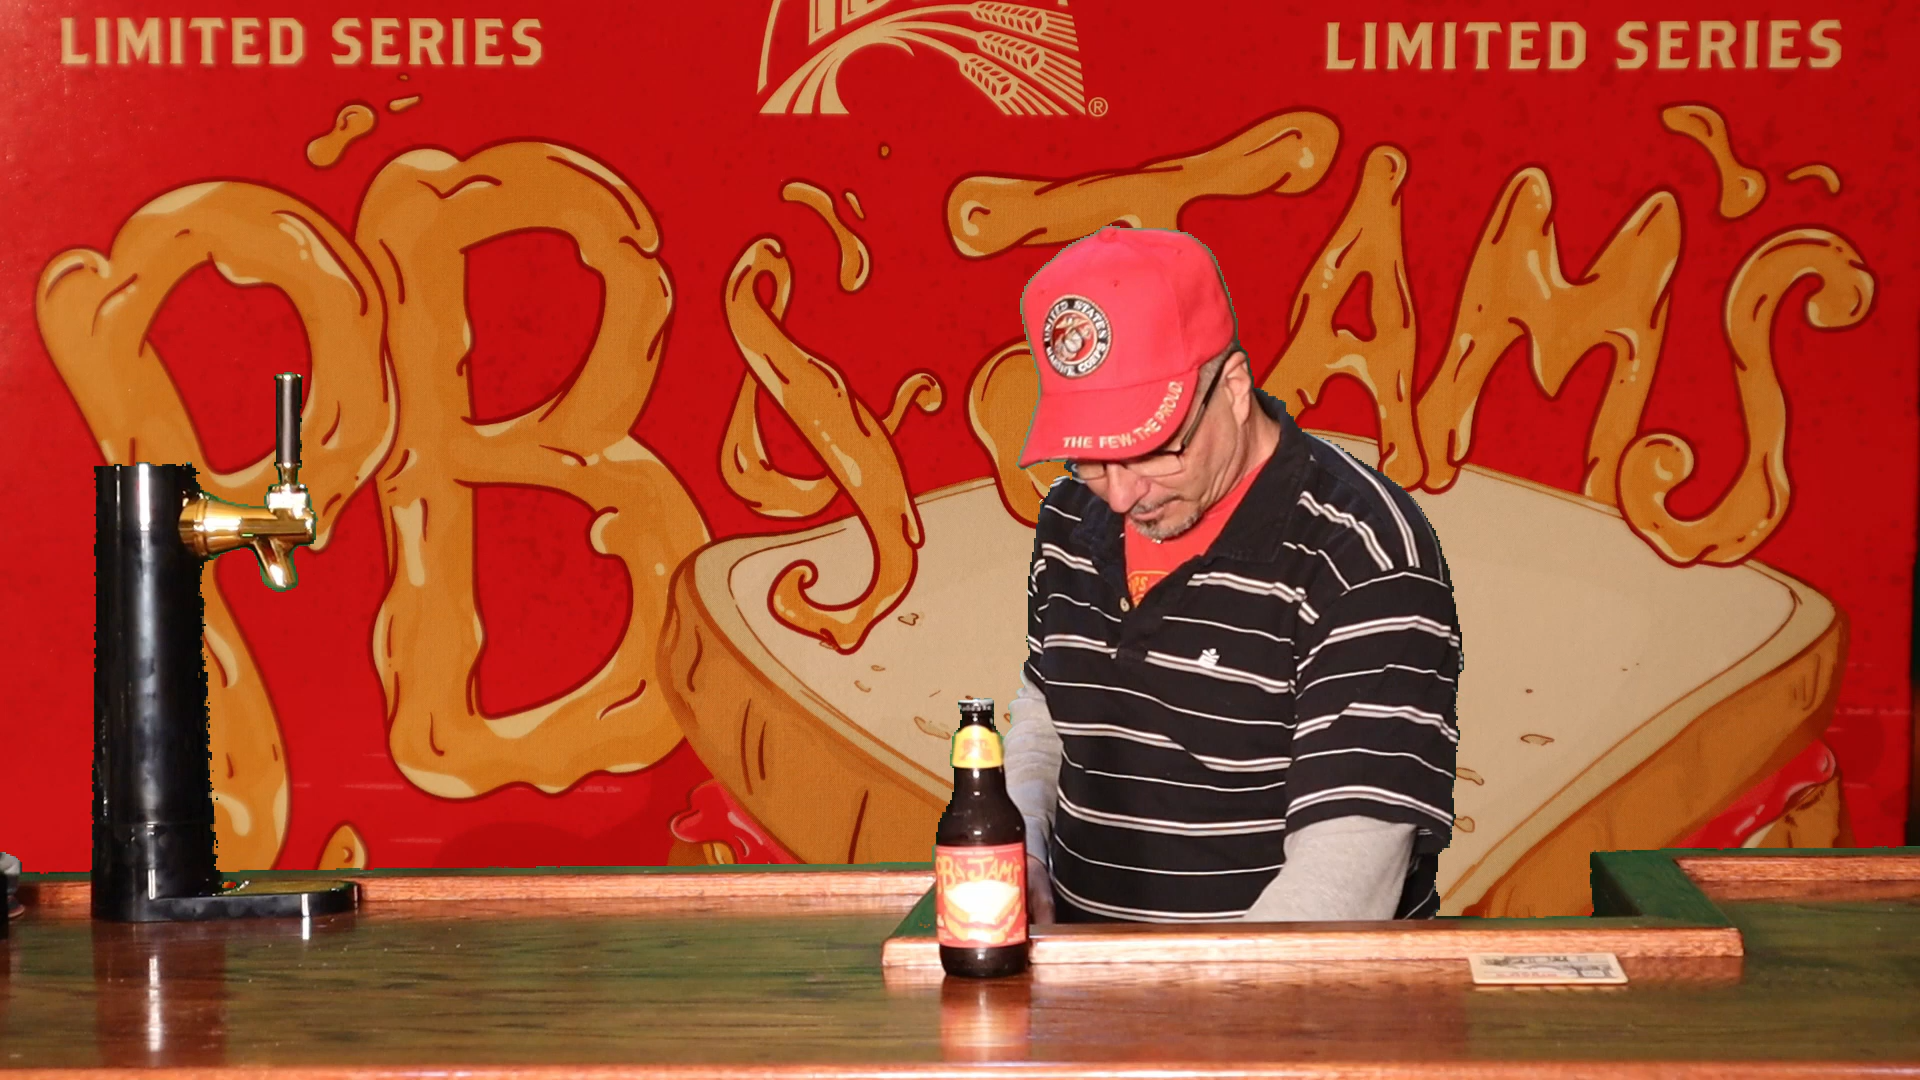 LIMITED SERIES
LIMITED SERIES
®
PB & JAM'S
UNITED STATES
MARINE CORPS
THE FEW, THE PROUD
PB & JAM'S